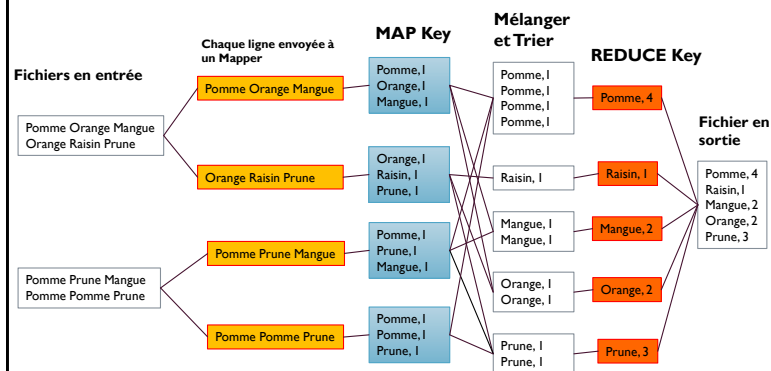 Fichiers en entrée
Pomme Orange Mangue
Orange Raisin Prune
Pomme Prune Mangue
Pomme Pomme Prune
Chaque ligne envoyée à
un Mapper
Pomme Orange Mangue
Orange Raisin Prune
Pomme Prune Mangue
Pomme Pomme Prune
MAP Key
Pomme,1
Orange,1
Mangue, 1
Orange,1
Raisin, 1
Prune, 1
Pomme,1
Prune, 1
Mangue, 1
Pomme,1
Pomme, 1
Prune, 1
Mélanger
et Trier
Pomme,1
Pomme, 1
Pomme, 1
Pomme, 1
Raisin, 1
Mangue, 1
Mangue, 1
Orange, 1
Orange, 1
Prune, 1
Prune, 1
REDUCE Key
Pomme, 4
Raisin, 1
Mangue, 2
Orange, 2
Prune, 3
Fichier en
sortie
Pomme, 4
Raisin, 1
Mangue, 2
Orange, 2
Prune, 3